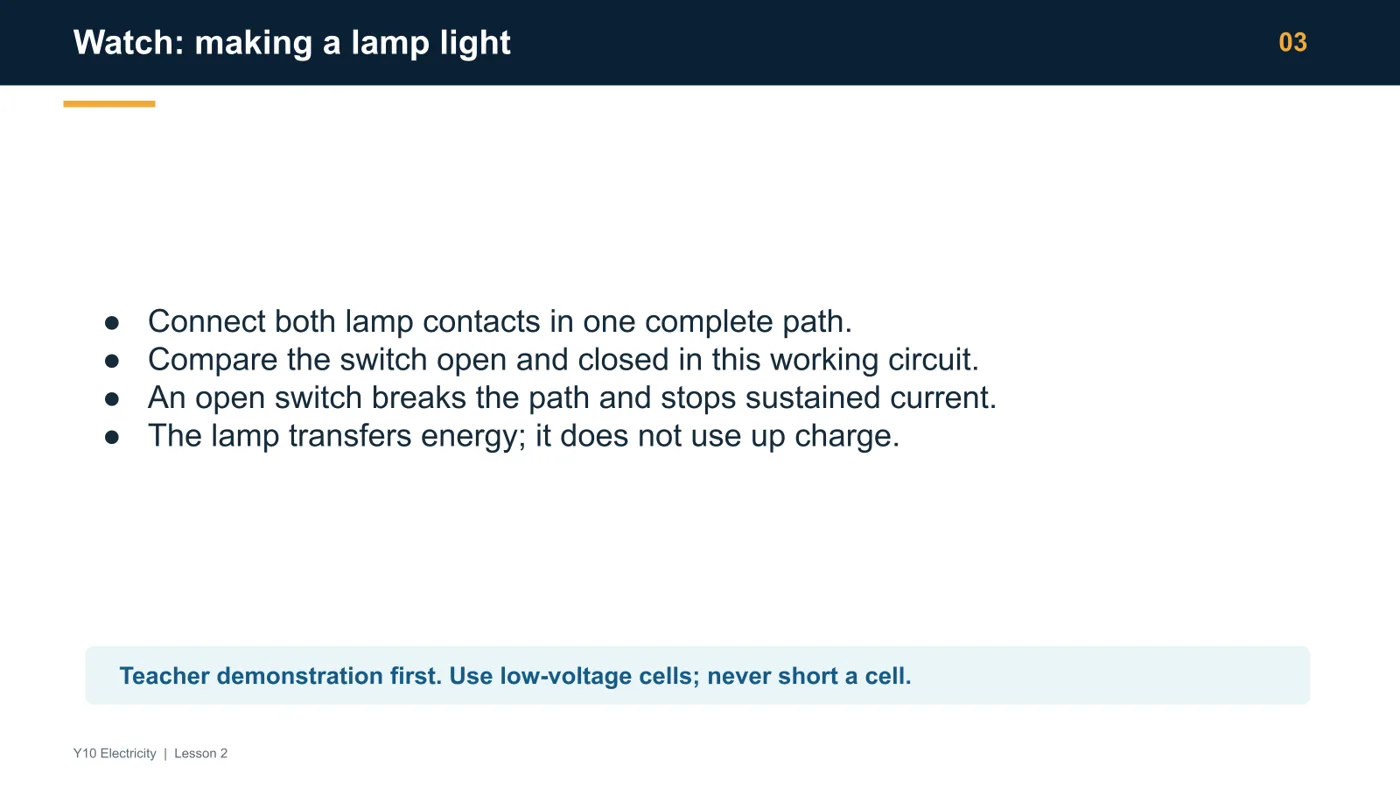 Watch: making a lamp light
03
● Connect both lamp contacts in one complete path.
● Compare the switch open and closed in this working circuit.
● An open switch breaks the path and stops sustained current.
● The lamp transfers energy; it does not use up charge.
Teacher demonstration first. Use low-voltage cells; never short a cell.
Y10 Electricity | Lesson 2